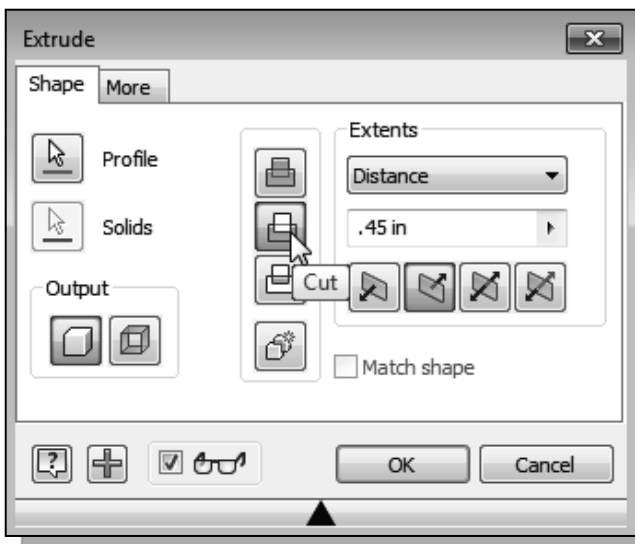 Extrude
Shape
More
Profile
Solids
Output
Cut
Extents
Distance
.45 in
Match shape
?
OK
Cancel